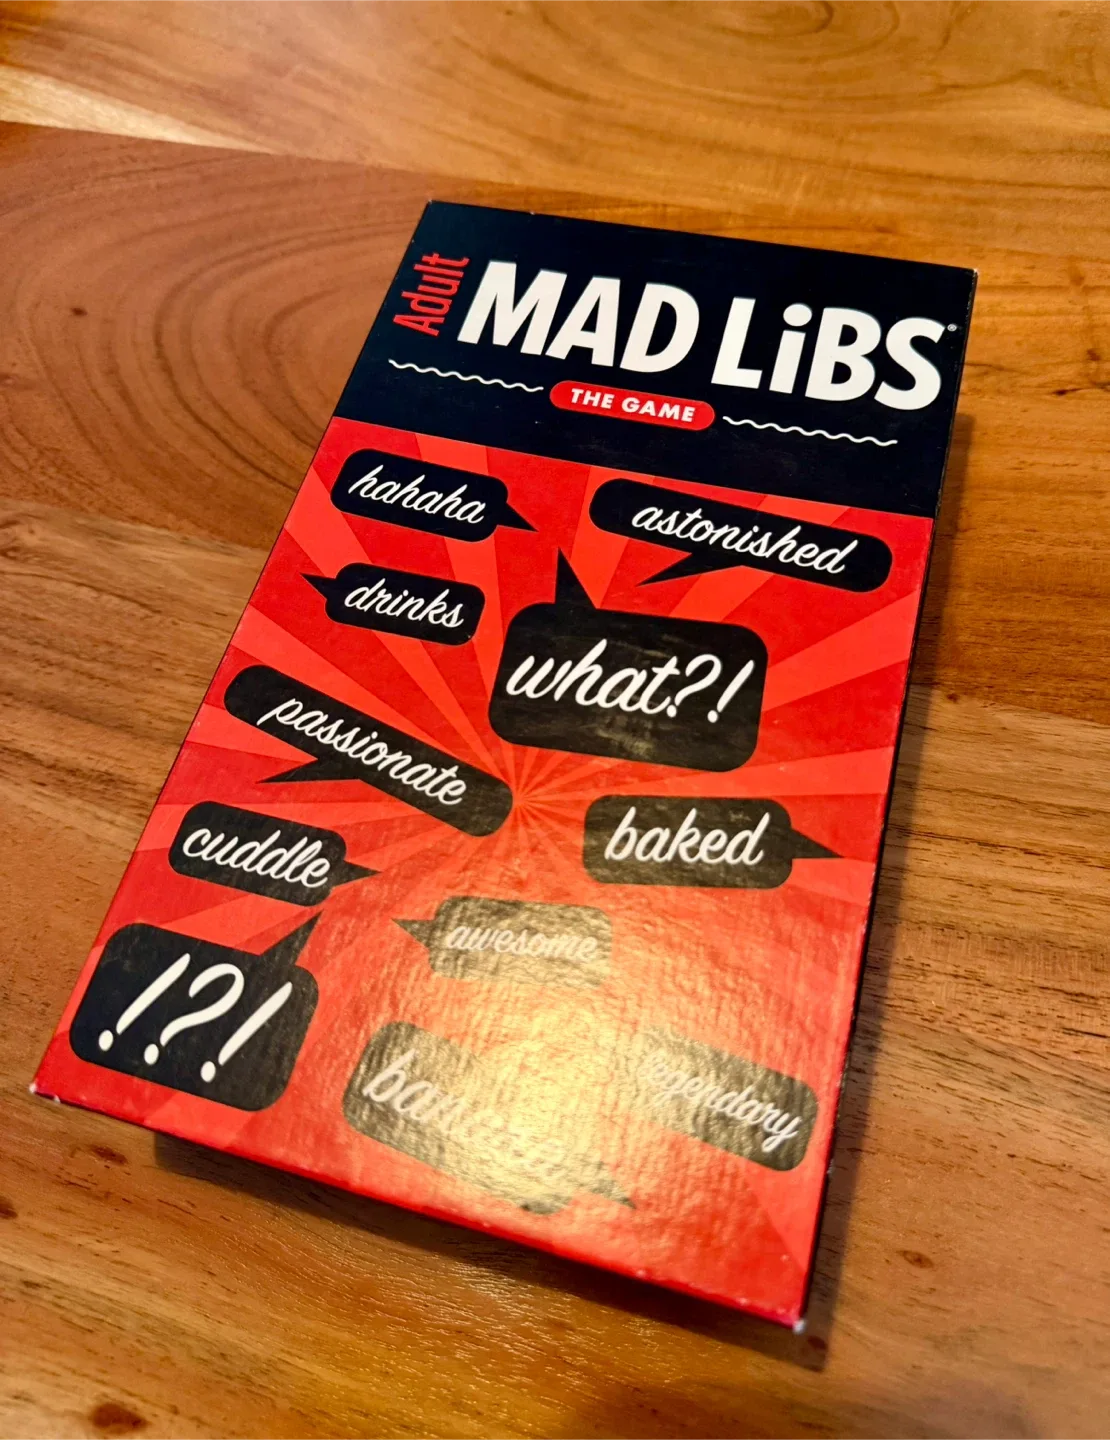 Adult
MAD LiBS®
THE GAME
hahaha
astonished
drinks
what?!
passionate
baked
cuddle
awesome
!?!
legendary